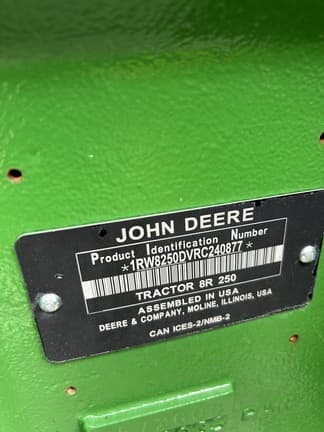 JOHN DEERE
Product Identification Number
*1RW8250DVRC240877*
TRACTOR 8R 250
ASSEMBLED IN USA
DEERE & COMPANY, MOLINE, ILLINOIS, USA
CAN ICES-2/NMB-2